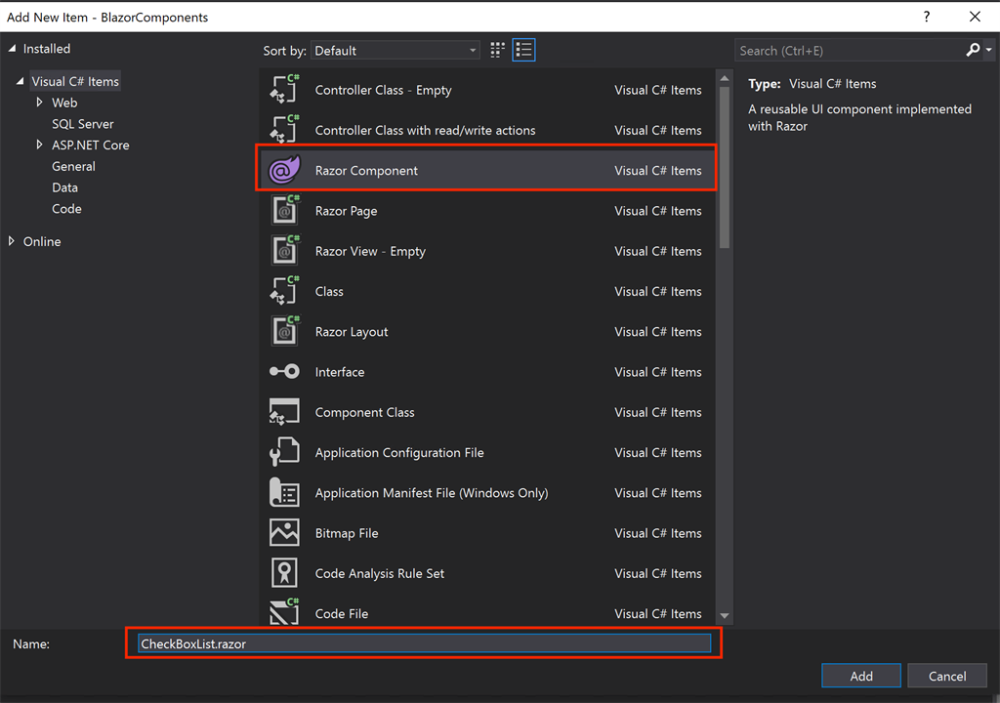 Add New Item - BlazorComponents
?
Installed
Sort by: Default
Search (Ctrl+E)
Visual C# Items
Web
SQL Server
ASP.NET Core
General
Data
Code
Online
Controller Class - Empty Visual C# Items
Controller Class with read/write actions Visual C# Items
Razor Component Visual C# Items
Razor Page Visual C# Items
Razor View - Empty Visual C# Items
Class Visual C# Items
Razor Layout Visual C# Items
Interface Visual C# Items
Component Class Visual C# Items
Application Configuration File Visual C# Items
Application Manifest File (Windows Only) Visual C# Items
Bitmap File Visual C# Items
Code Analysis Rule Set Visual C# Items
Code File Visual C# Items
Type: Visual C# Items
A reusable UI component implemented
with Razor
Name: CheckBoxList.razor
Add Cancel